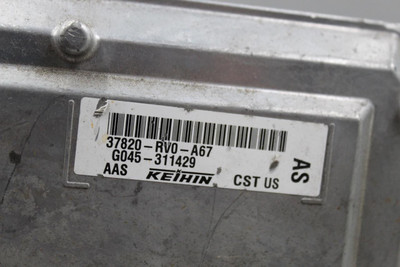 37820-RV0-A67
G045-311429
AAS KEIHIN CST US
AS